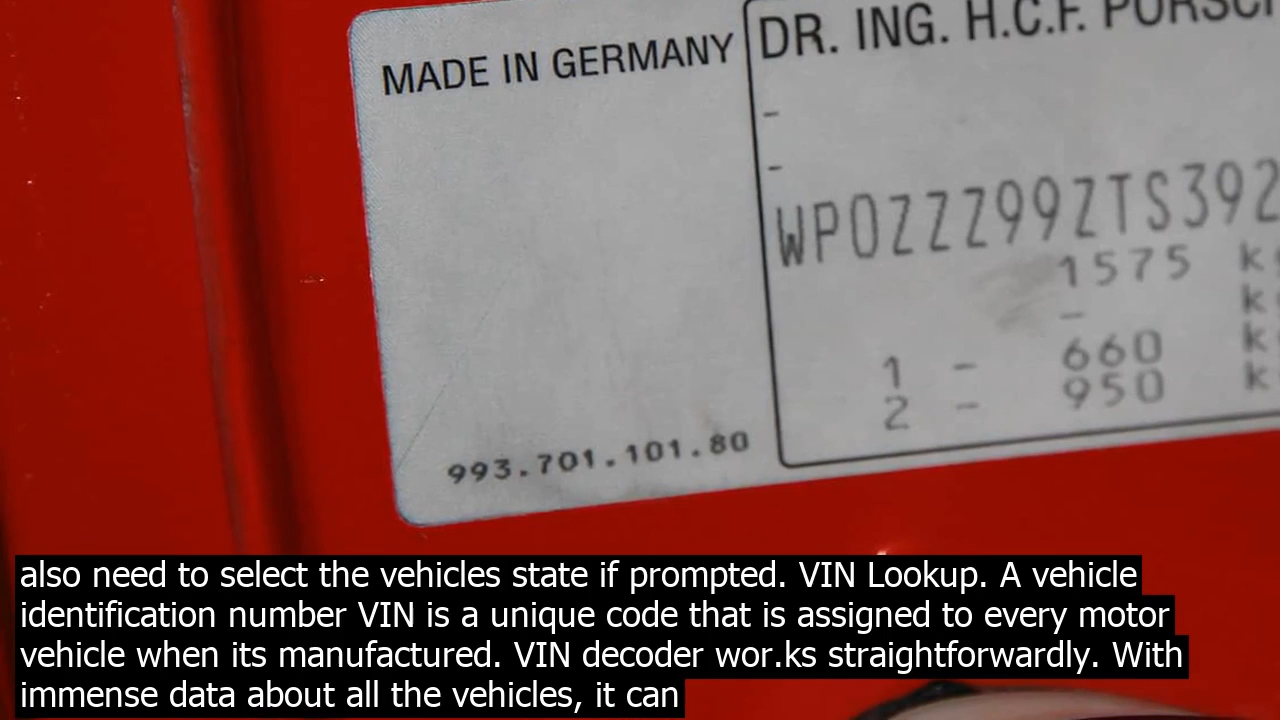 MADE IN GERMANY
DR. ING. H.C.F. PORSCH
-
-
WP0ZZZ99ZTS392
1575 kg
- k
1 - 660 k
2 - 950 k
993.701.101.80
also need to select the vehicles state if prompted. VIN Lookup. A vehicle
identification number VIN is a unique code that is assigned to every motor
vehicle when its manufactured. VIN decoder wor.ks straightforwardly. With
immense data about all the vehicles, it can